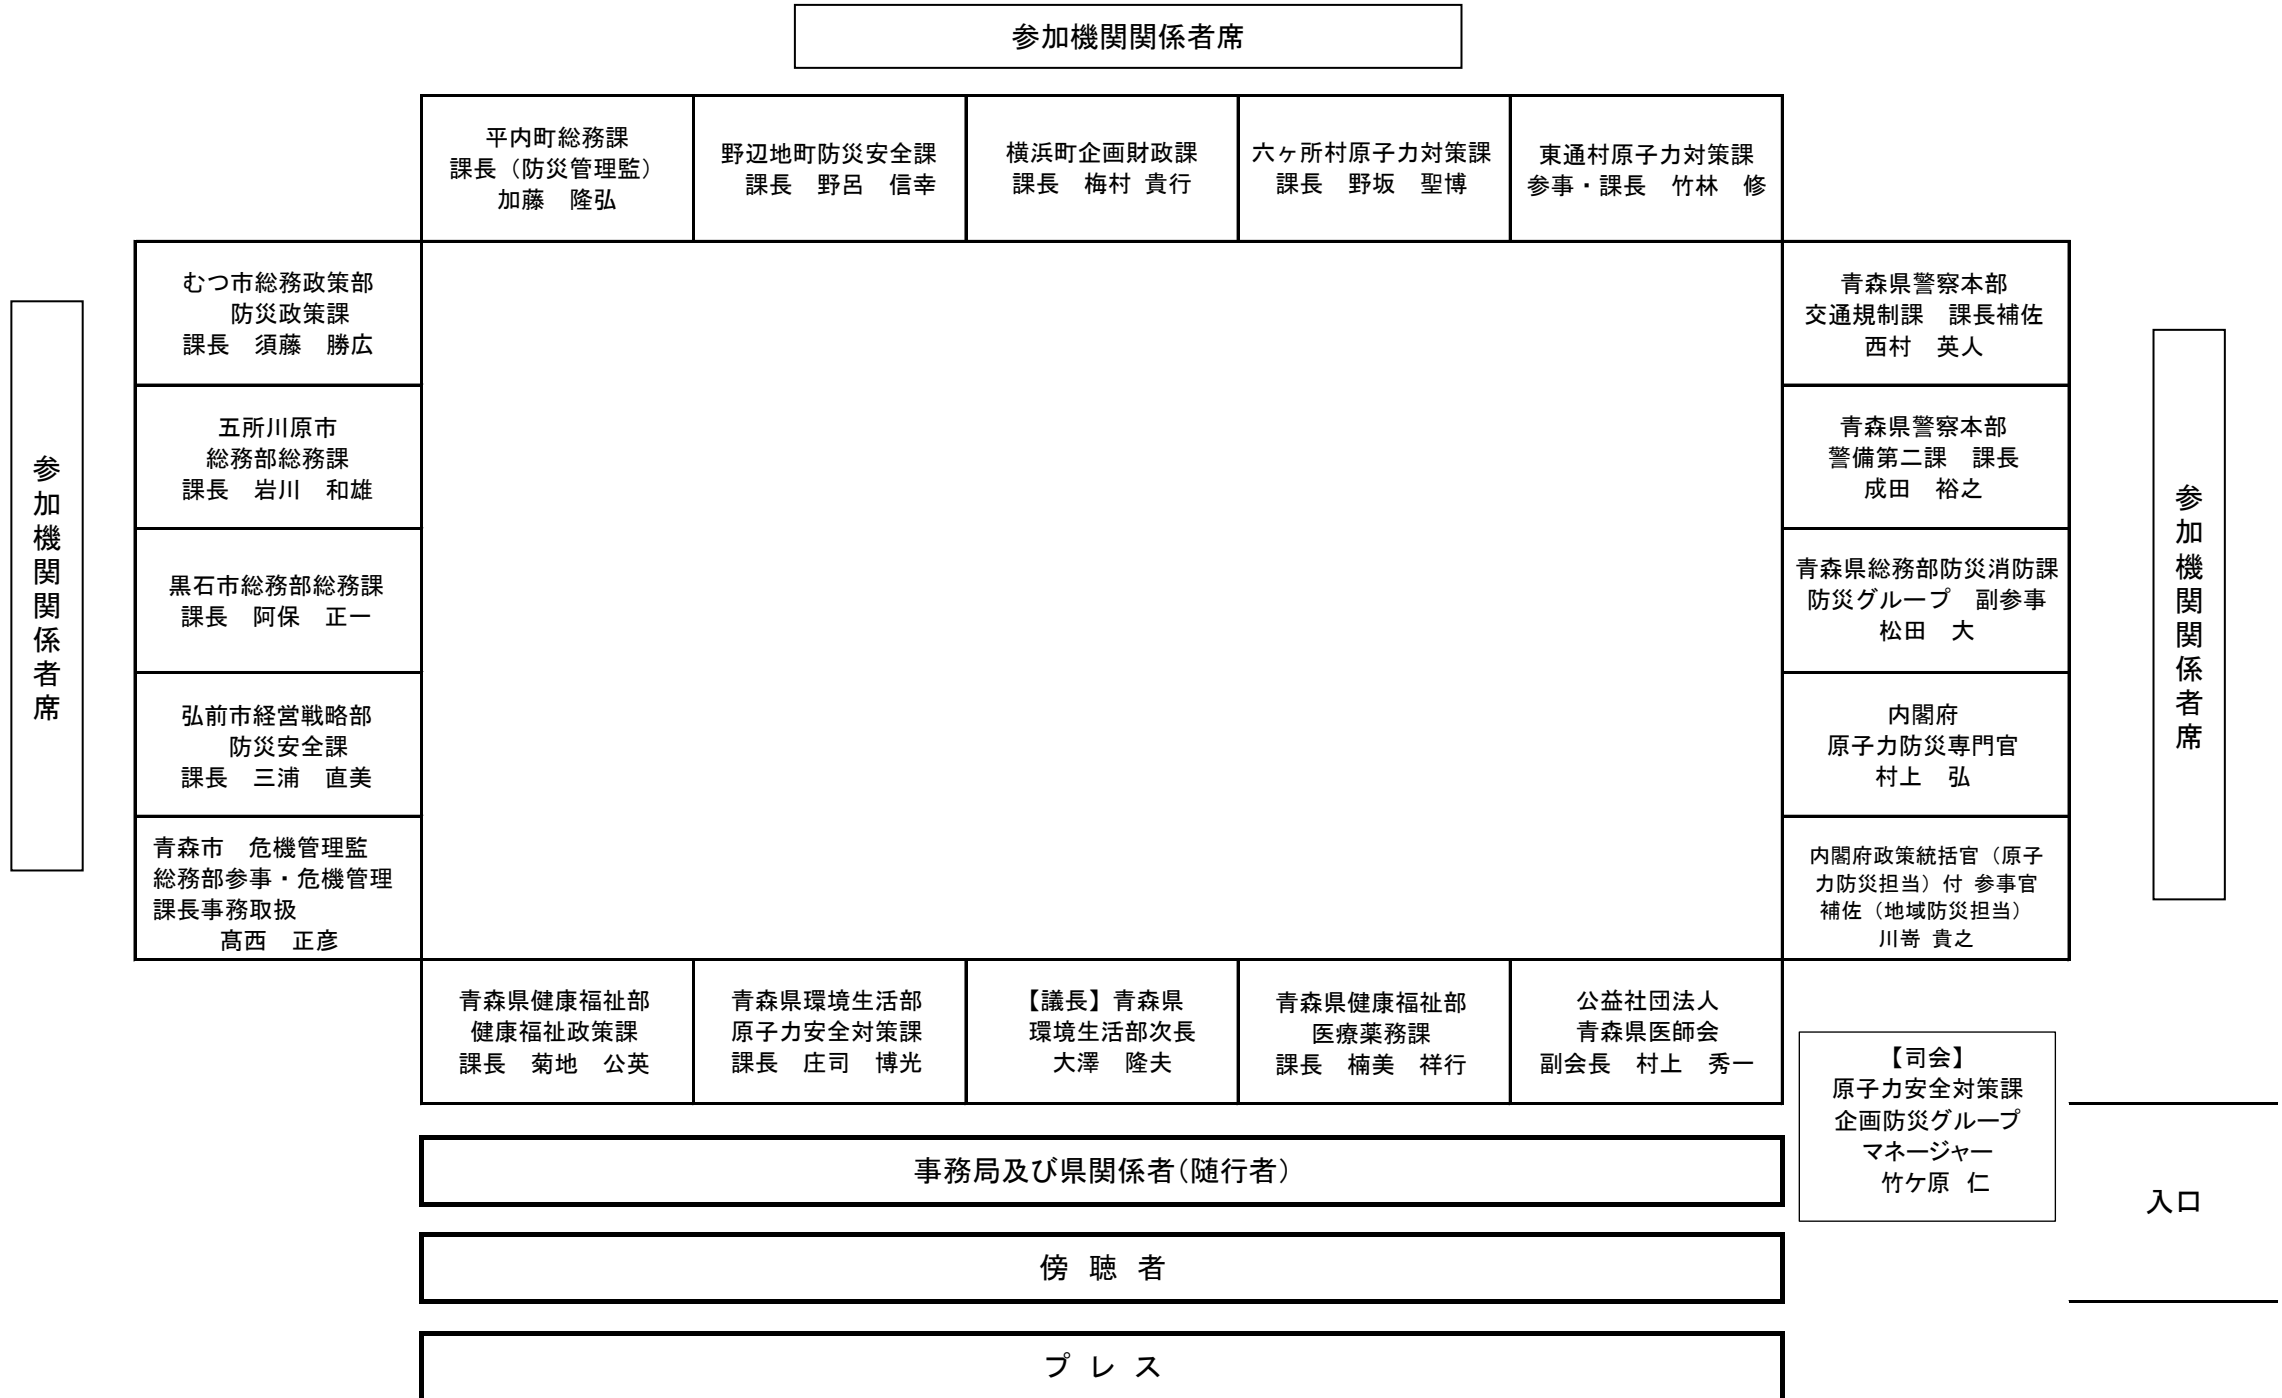 参加機関関係者席
平内町総務課
課長（防災管理監）
加藤　隆弘
野辺地町防災安全課
課長　野呂　信幸
横浜町企画財政課
課長　梅村 貴行
六ヶ所村原子力対策課
課長　野坂　聖博
東通村原子力対策課
参事・課長　竹林　修
参加機関関係者席
むつ市総務政策部
防災政策課
課長　須藤　勝広
五所川原市
総務部総務課
課長　岩川　和雄
黒石市総務部総務課
課長　阿保　正一
弘前市経営戦略部
防災安全課
課長　三浦　直美
青森市　危機管理監
総務部参事・危機管理
課長事務取扱
髙西　正彦
青森県警察本部
交通規制課　課長補佐
西村　英人
青森県警察本部
警備第二課　課長
成田　裕之
青森県総務部防災消防課
防災グループ　副参事
松田　大
内閣府
原子力防災専門官
村上　弘
内閣府政策統括官（原子
力防災担当）付 参事官
補佐（地域防災担当）
川嵜 貴之
参加機関関係者席
青森県健康福祉部
健康福祉政策課
課長　菊地　公英
青森県環境生活部
原子力安全対策課
課長　庄司　博光
【議長】青森県
環境生活部次長
大澤　隆夫
青森県健康福祉部
医療薬務課
課長　楠美　祥行
公益社団法人
青森県医師会
副会長　村上　秀一
【司会】
原子力安全対策課
企画防災グループ
マネージャー
竹ケ原 仁
入口
事務局及び県関係者(随行者)
傍 聴 者
プ レ ス